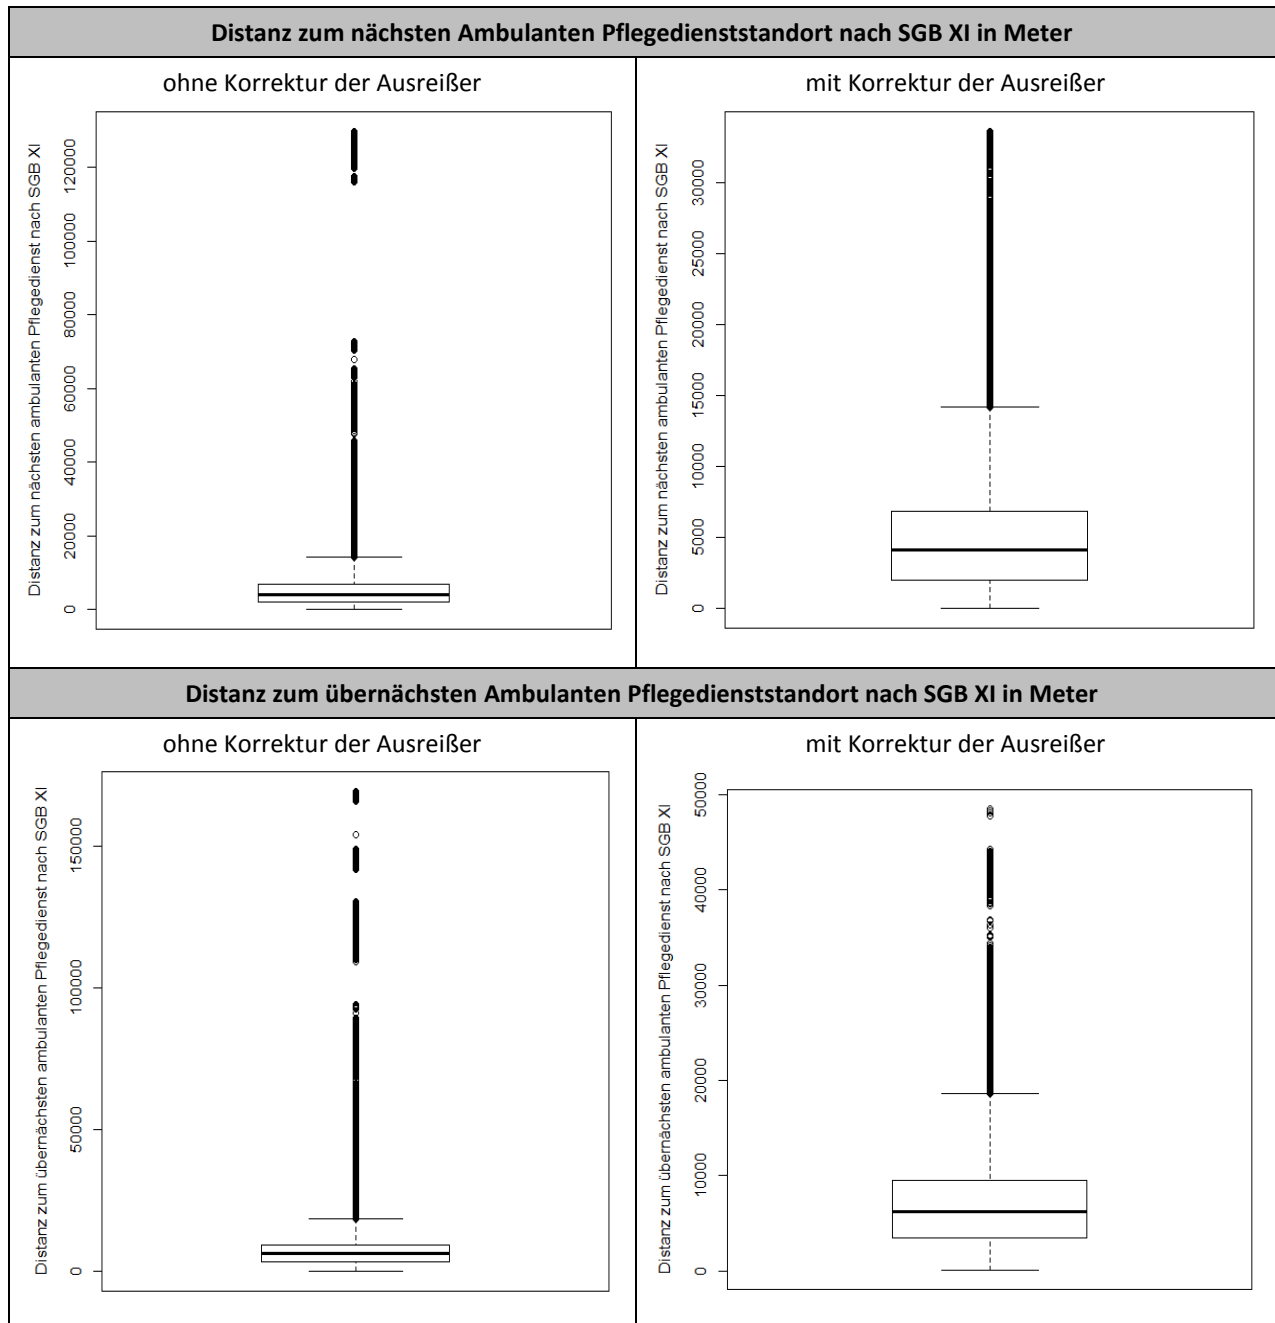 Distanz zum nächsten Ambulanten Pflegedienststandort nach SGB XI in Meter
ohne Korrektur der Ausreißer
Distanz zum nächsten ambulanten Pflegedienst nach SGB XI
120000
100000
80000
60000
40000
20000
0
mit Korrektur der Ausreißer
Distanz zum nächsten ambulanten Pflegedienst nach SGB XI
30000
25000
20000
15000
10000
5000
0
Distanz zum übernächsten Ambulanten Pflegedienststandort nach SGB XI in Meter
ohne Korrektur der Ausreißer
Distanz zum übernächsten ambulanten Pflegedienst nach SGB XI
150000
100000
50000
0
mit Korrektur der Ausreißer
Distanz zum übernächsten ambulanten Pflegedienst nach SGB XI
50000
40000
30000
20000
10000
0